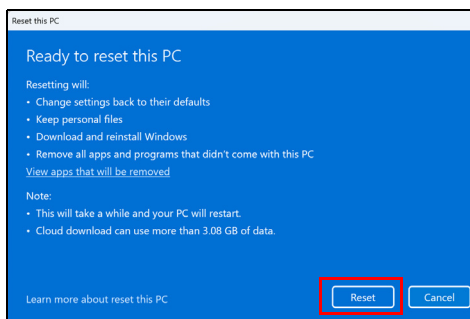 Reset this PC
Ready to reset this PC
Resetting will:
• Change settings back to their defaults
• Keep personal files
• Download and reinstall Windows
• Remove all apps and programs that didn't come with this PC
View apps that will be removed
Note:
• This will take a while and your PC will restart.
• Cloud download can use more than 3.08 GB of data.
Learn more about reset this PC
Reset
Cancel